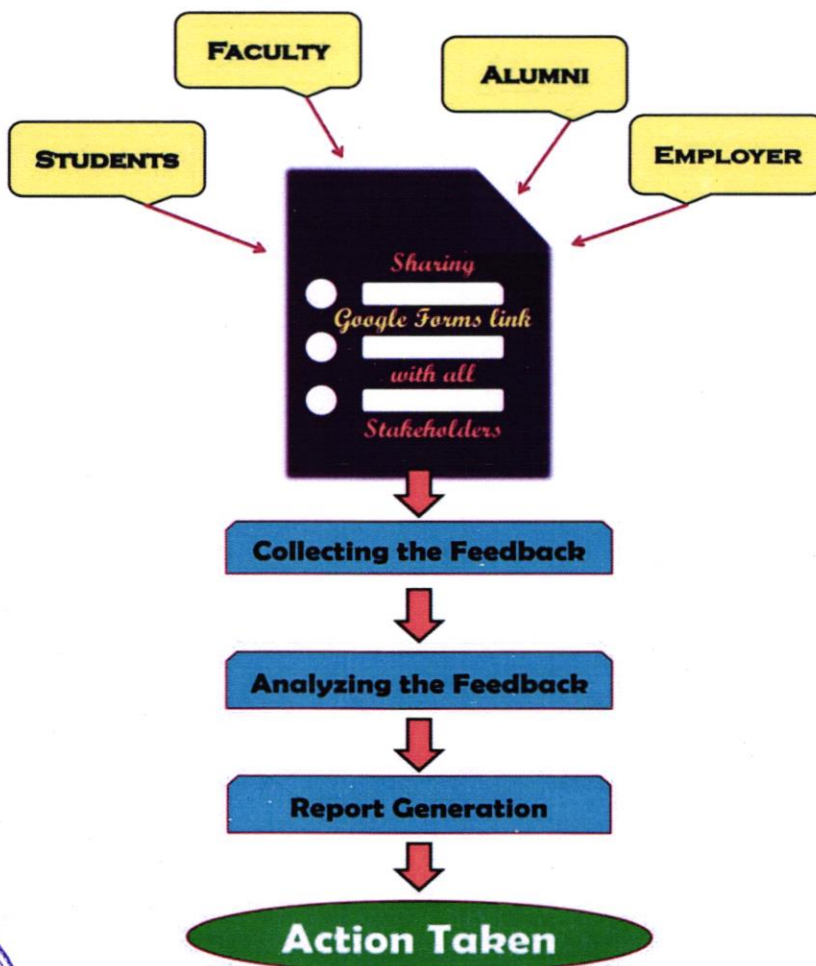 FACULTY
ALUMNI
STUDENTS
EMPLOYER
Sharing
Google Forms link
with all
Stakeholders
Collecting the Feedback
Analyzing the Feedback
Report Generation
Action Taken